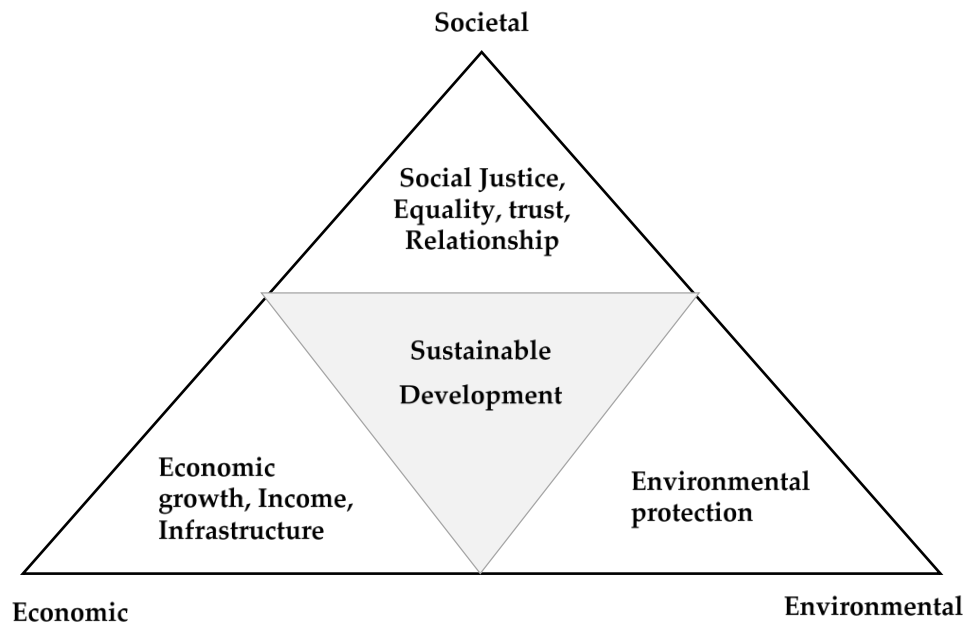 Societal
Social Justice,
Equality, trust,
Relationship
Sustainable
Development
Economic
growth, Income,
Infrastructure
Environmental
protection
Economic
Environmental